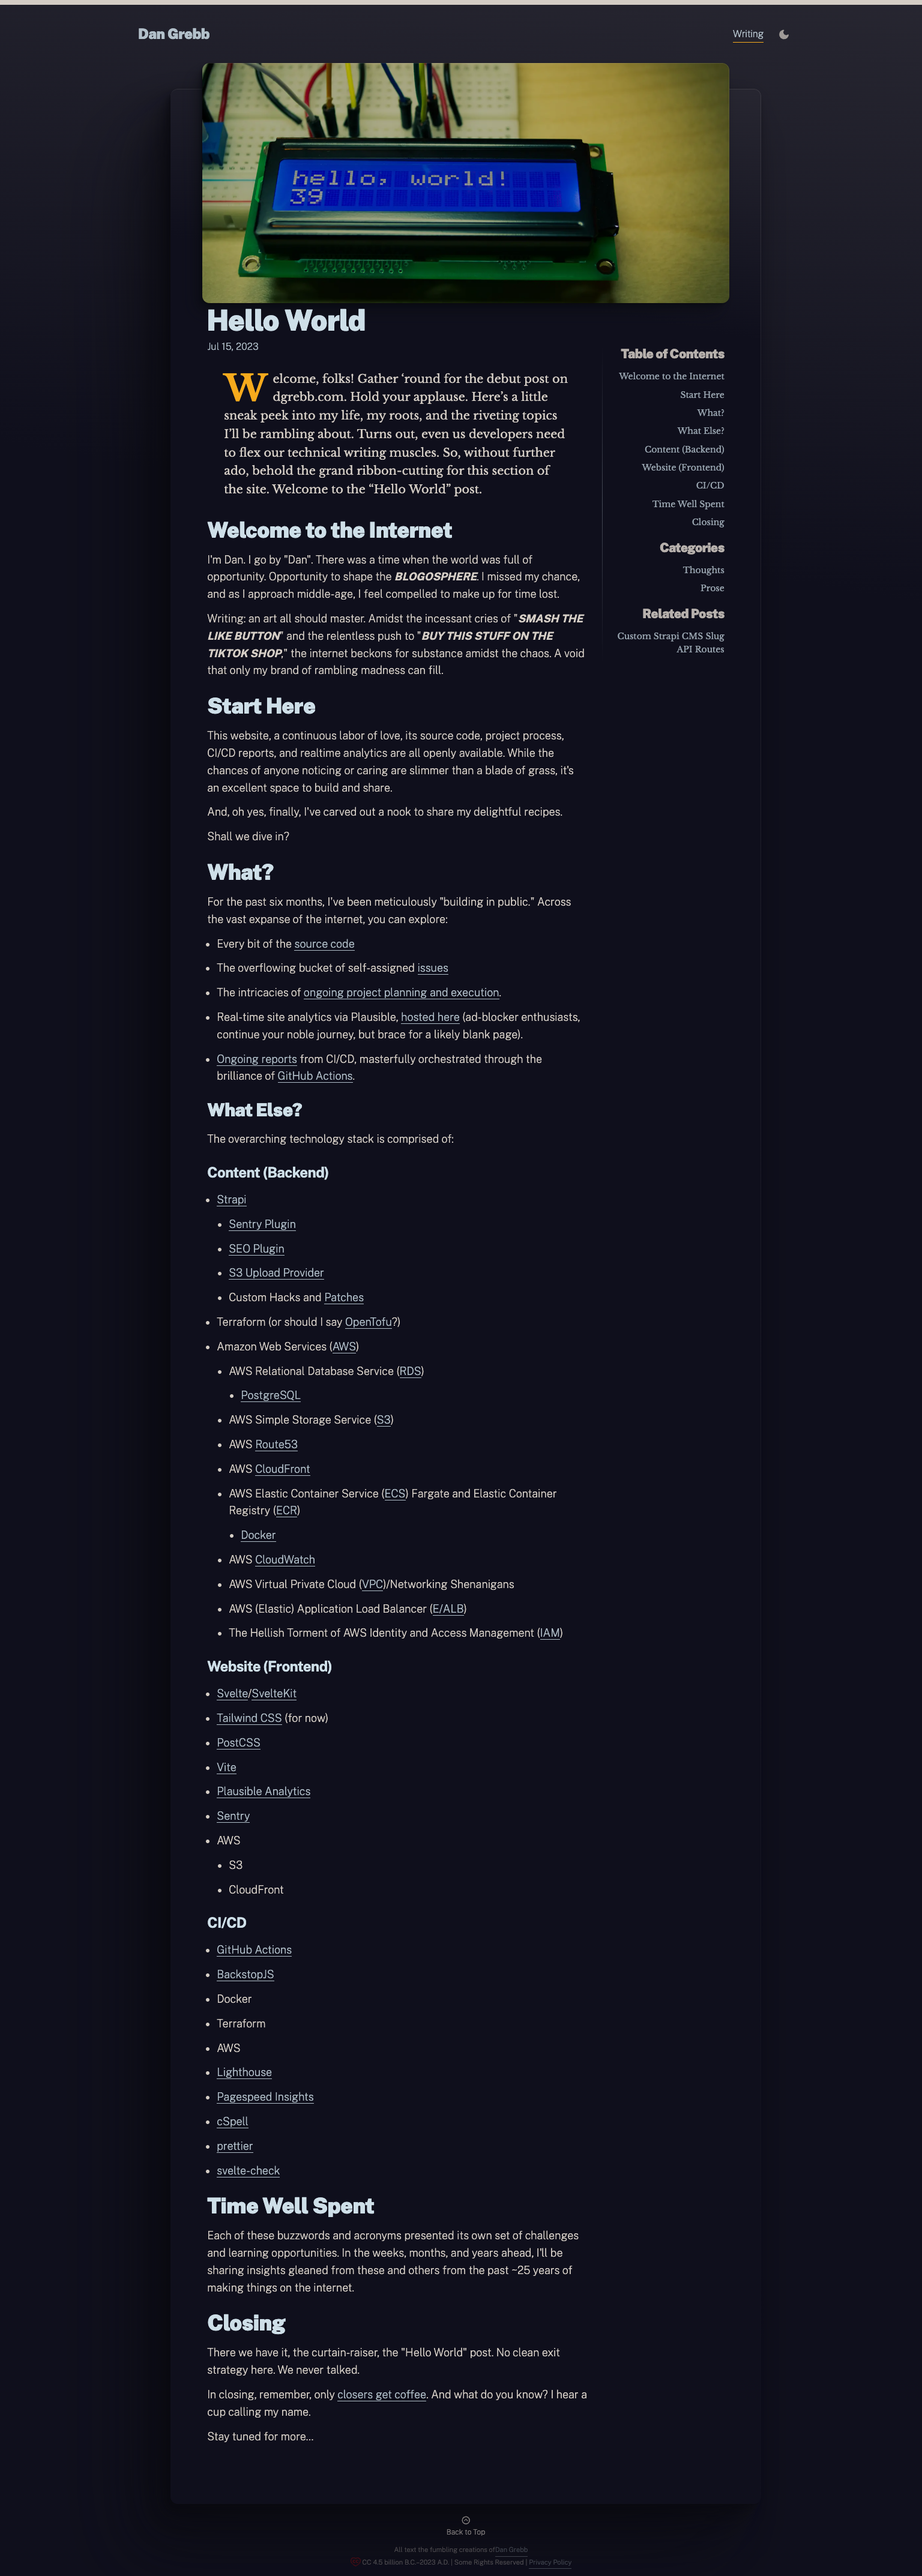 Dan Grebb
Writing
hello, world!
39
Hello World
Jul 15, 2023
Welcome, folks! Gather ‘round for the debut post on
dgrebb.com. Hold your applause. Here’s a little
sneak peek into my life, my roots, and the riveting topics
I’ll be rambling about. Turns out, even us developers need
to flex our technical writing muscles. So, without further
ado, behold the grand ribbon-cutting for this section of
the site. Welcome to the “Hello World” post.
Table of Contents
Welcome to the Internet
Start Here
What?
What Else?
Content (Backend)
Website (Frontend)
CI/CD
Time Well Spent
Closing
Categories
Thoughts
Prose
Related Posts
Custom Strapi CMS Slug
API Routes
Welcome to the Internet
I'm Dan. I go by "Dan". There was a time when the world was full of
opportunity. Opportunity to shape the BLOGOSPHERE. I missed my chance,
and as I approach middle-age, I feel compelled to make up for time lost.
Writing: an art all should master. Amidst the incessant cries of "SMASH THE
LIKE BUTTON" and the relentless push to "BUY THIS STUFF ON THE
TIKTOK SHOP," the internet beckons for substance amidst the chaos. A void
that only my brand of rambling madness can fill.
Start Here
This website, a continuous labor of love, its source code, project process,
CI/CD reports, and realtime analytics are all openly available. While the
chances of anyone noticing or caring are slimmer than a blade of grass, it's
an excellent space to build and share.
And, oh yes, finally, I've carved out a nook to share my delightful recipes.
Shall we dive in?
What?
For the past six months, I've been meticulously "building in public." Across
the vast expanse of the internet, you can explore:
• Every bit of the source code
• The overflowing bucket of self-assigned issues
• The intricacies of ongoing project planning and execution.
• Real-time site analytics via Plausible, hosted here (ad-blocker enthusiasts,
continue your noble journey, but brace for a likely blank page).
• Ongoing reports from CI/CD, masterfully orchestrated through the
brilliance of GitHub Actions.
What Else?
The overarching technology stack is comprised of:
Content (Backend)
• Strapi
• Sentry Plugin
• SEO Plugin
• S3 Upload Provider
• Custom Hacks and Patches
• Terraform (or should I say OpenTofu?)
• Amazon Web Services (AWS)
• AWS Relational Database Service (RDS)
• PostgreSQL
• AWS Simple Storage Service (S3)
• AWS Route53
• AWS CloudFront
• AWS Elastic Container Service (ECS) Fargate and Elastic Container
Registry (ECR)
• Docker
• AWS CloudWatch
• AWS Virtual Private Cloud (VPC)/Networking Shenanigans
• AWS (Elastic) Application Load Balancer (E/ALB)
• The Hellish Torment of AWS Identity and Access Management (IAM)
Website (Frontend)
• Svelte/SvelteKit
• Tailwind CSS (for now)
• PostCSS
• Vite
• Plausible Analytics
• Sentry
• AWS
• S3
• CloudFront
CI/CD
• GitHub Actions
• BackstopJS
• Docker
• Terraform
• AWS
• Lighthouse
• Pagespeed Insights
• cSpell
• prettier
• svelte-check
Time Well Spent
Each of these buzzwords and acronyms presented its own set of challenges
and learning opportunities. In the weeks, months, and years ahead, I'll be
sharing insights gleaned from these and others from the past ~25 years of
making things on the internet.
Closing
There we have it, the curtain-raiser, the "Hello World" post. No clean exit
strategy here. We never talked.
In closing, remember, only closers get coffee. And what do you know? I hear a
cup calling my name.
Stay tuned for more...
Back to Top
All text the fumbling creations ofDan Grebb
CC 4.5 billion B.C.–2023 A.D. | Some Rights Reserved | Privacy Policy